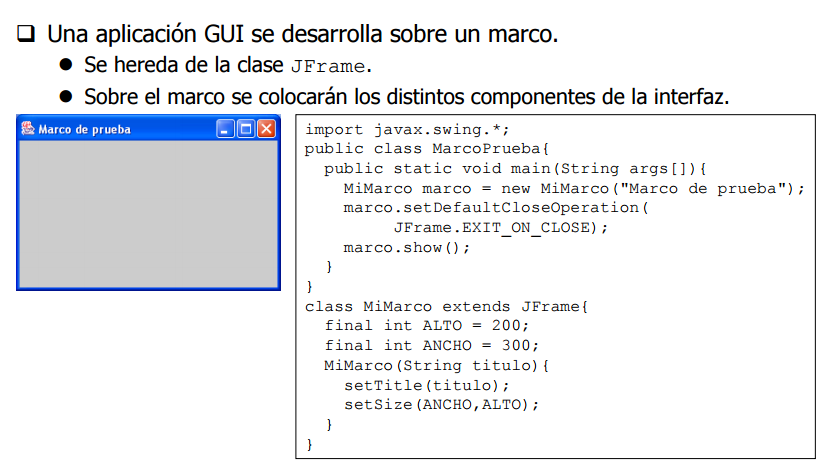 Una aplicación GUI se desarrolla sobre un marco.
Se hereda de la clase JFrame.
Sobre el marco se colocarán los distintos componentes de la interfaz.
Marco de prueba
import javax.swing.*;
public class MarcoPrueba{
  public static void main(String args[]){
    MiMarco marco = new MiMarco("Marco de prueba");
    marco.setDefaultCloseOperation(
         JFrame.EXIT_ON_CLOSE);
    marco.show();
  }
}
class MiMarco extends JFrame{
  final int ALTO = 200;
  final int ANCHO = 300;
  MiMarco(String titulo){
    setTitle(titulo);
    setSize(ANCHO,ALTO);
  }
}